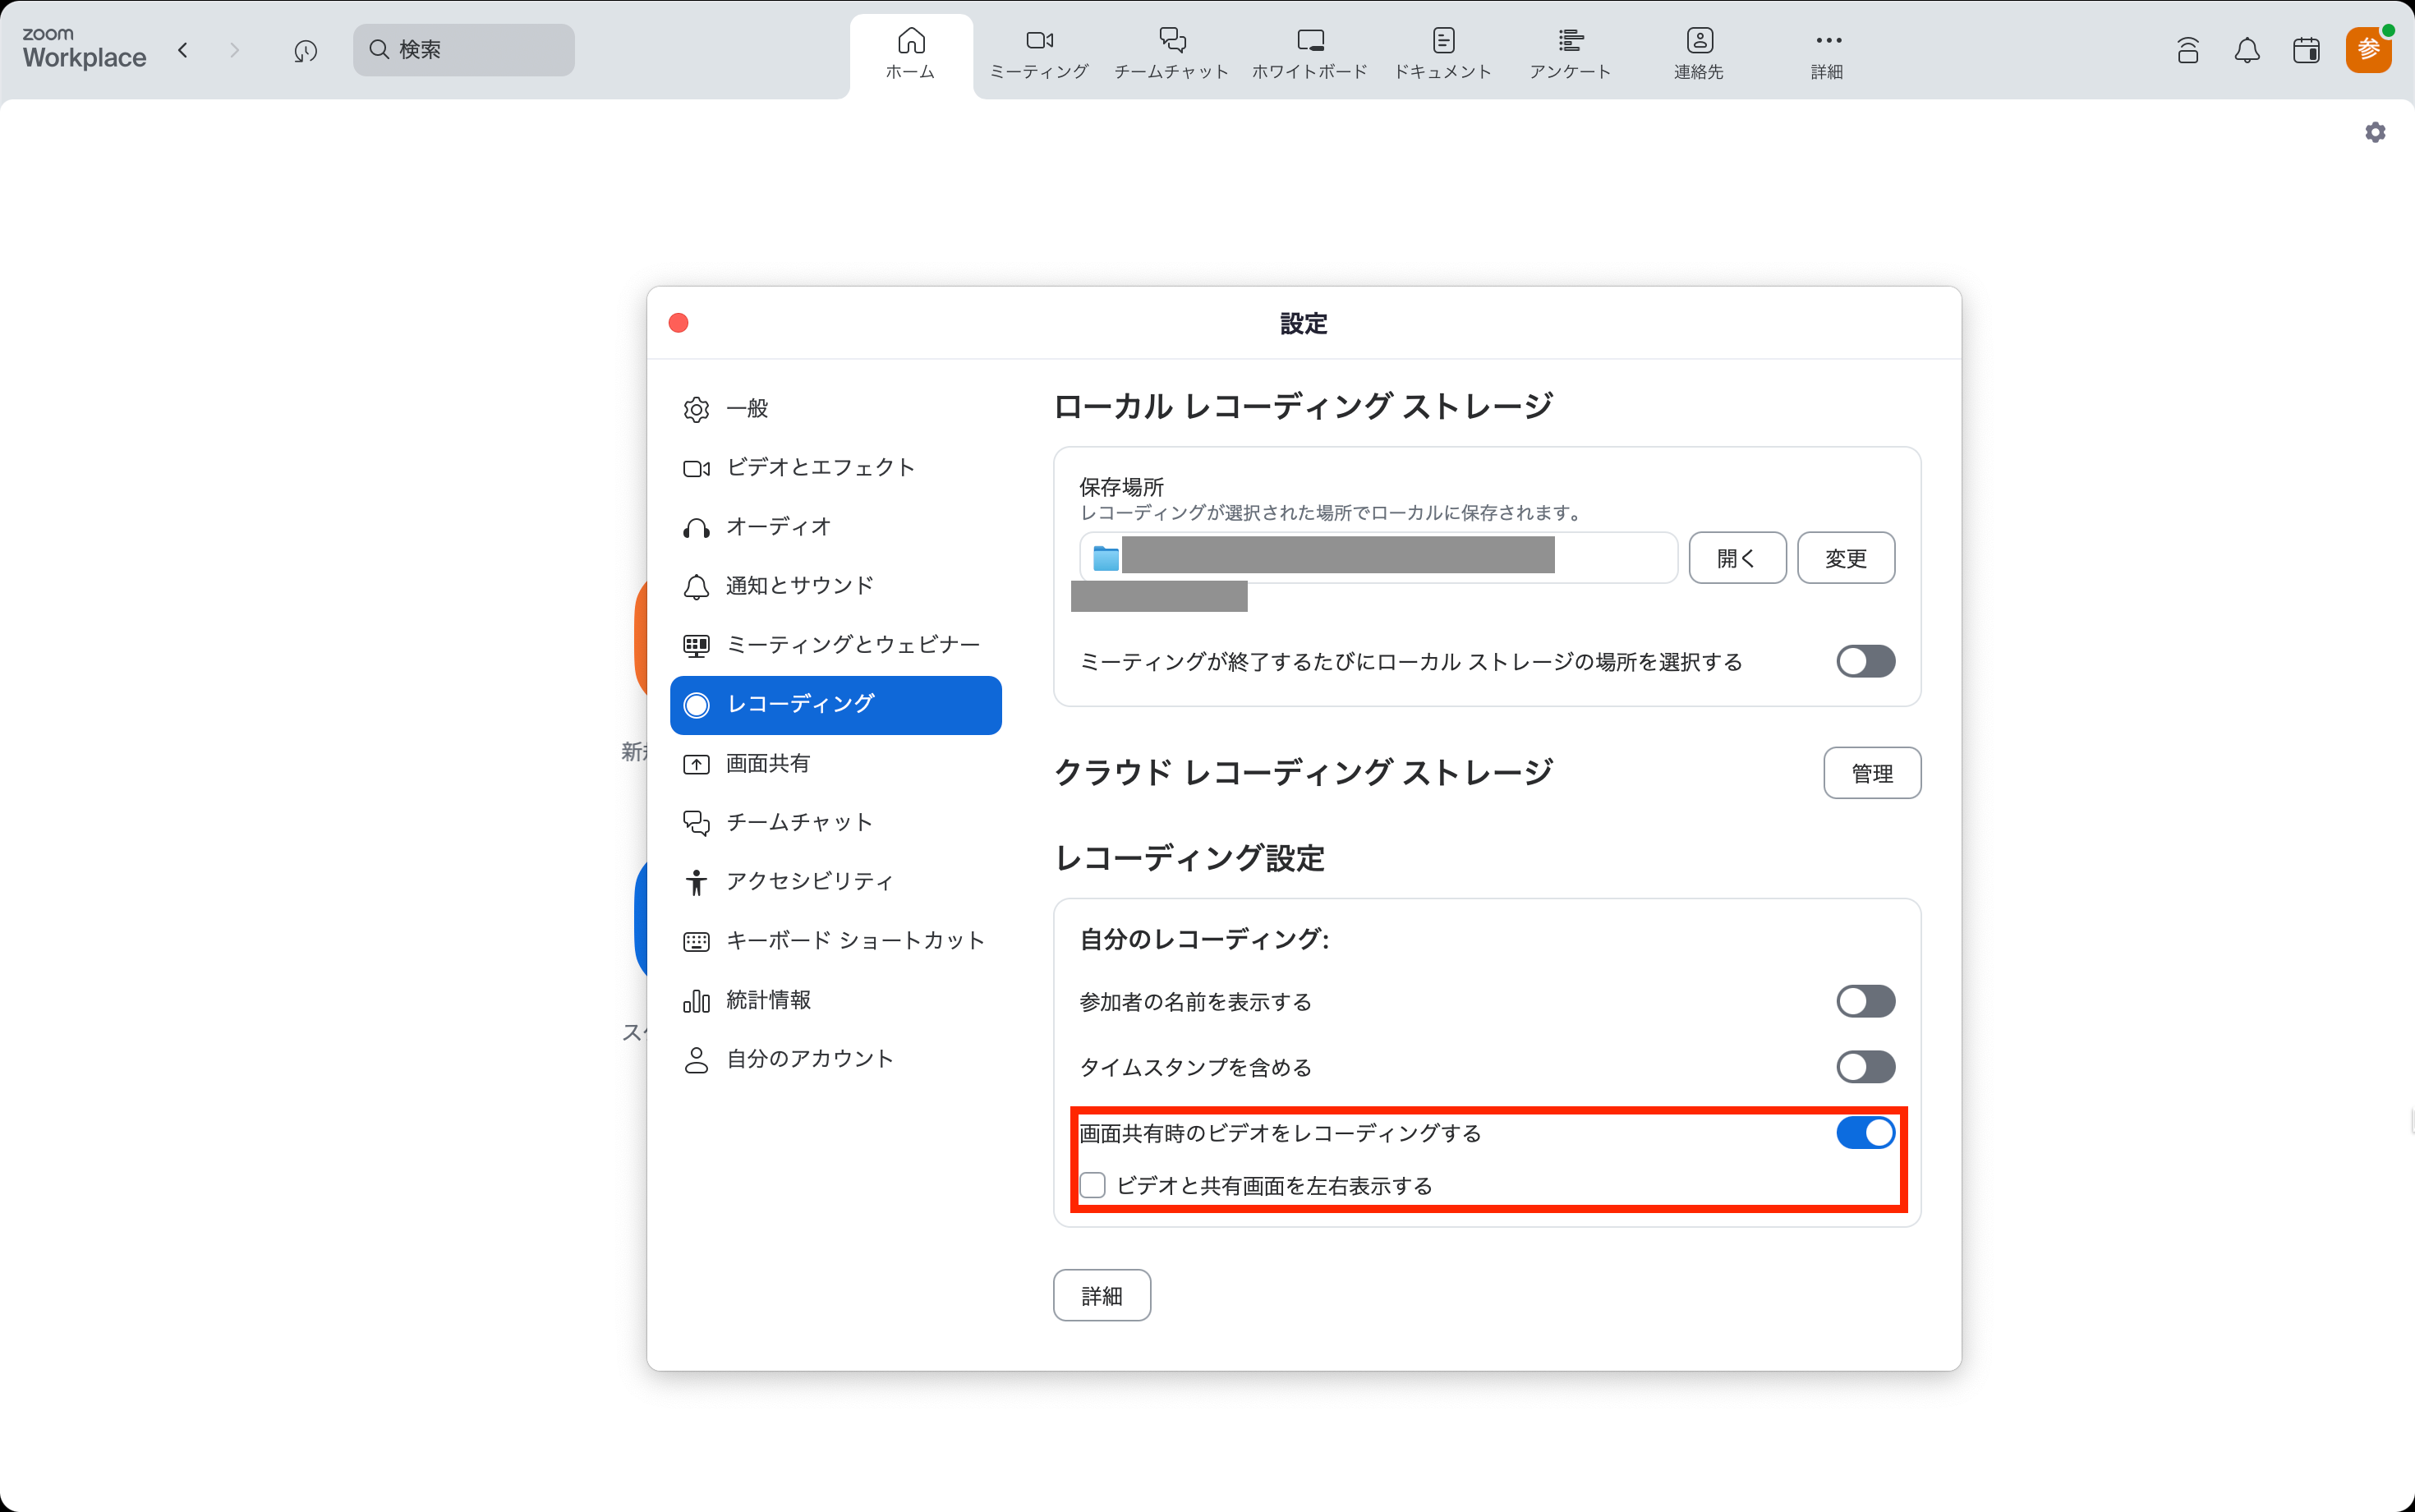 zoom
Workplace
検索
ホーム
ミーティング
チームチャット
ホワイトボード
ドキュメント
アンケート
連絡先
詳細
参
設定
一般
ビデオとエフェクト
オーディオ
通知とサウンド
ミーティングとウェビナー
レコーディング
画面共有
チームチャット
アクセシビリティ
キーボード ショートカット
統計情報
自分のアカウント
ローカル レコーディング ストレージ
保存場所
レコーディングが選択された場所でローカルに保存されます。
開く
変更
ミーティングが終了するたびにローカル ストレージの場所を選択する
クラウド レコーディング ストレージ
管理
レコーディング設定
自分のレコーディング:
参加者の名前を表示する
タイムスタンプを含める
画面共有時のビデオをレコーディングする
ビデオと共有画面を左右表示する
詳細
新
ス